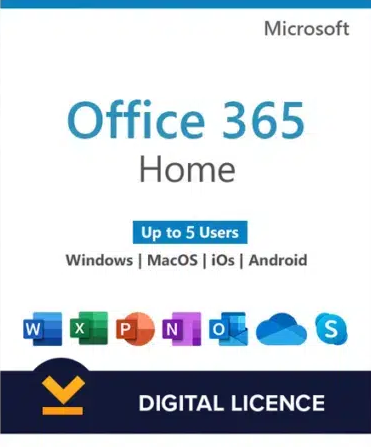 Microsoft
Office 365
Home
Up to 5 Users
Windows | MacOS | iOs | Android
W X P N O S
DIGITAL LICENCE